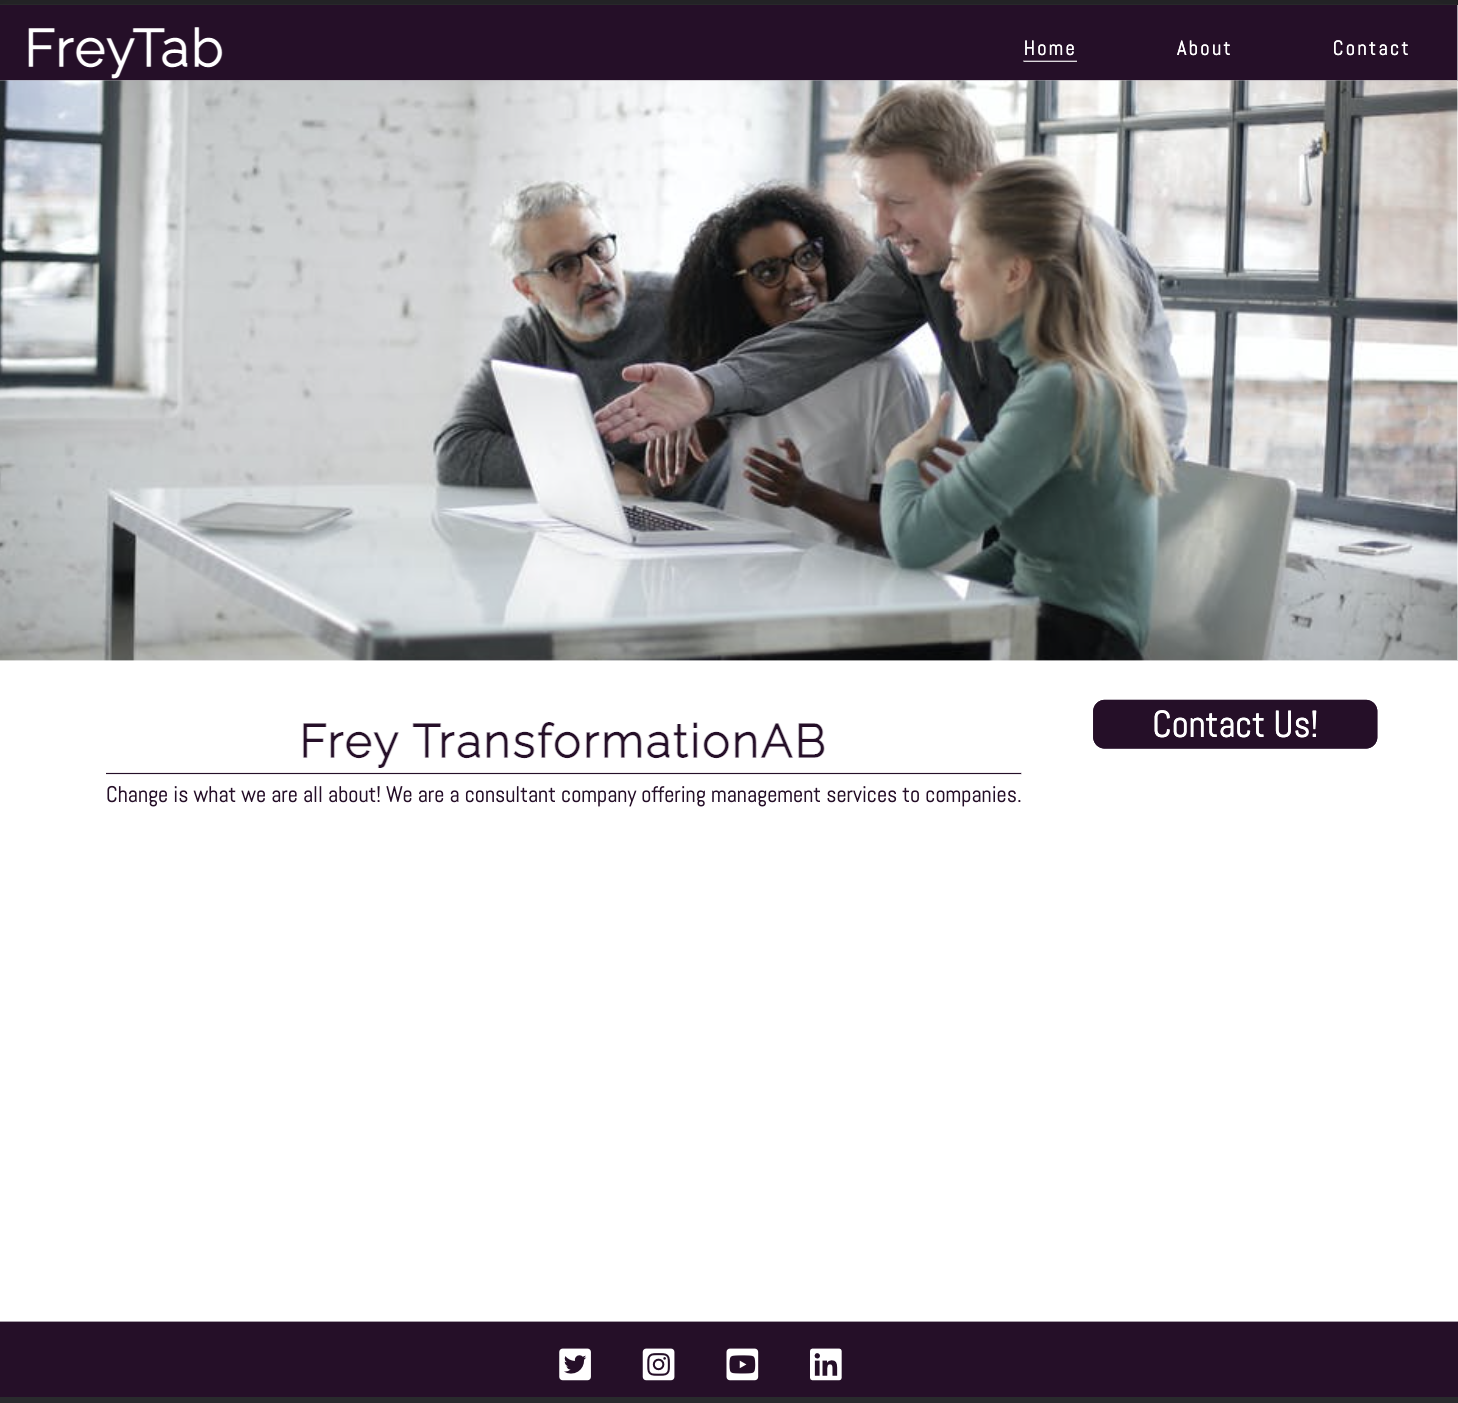 FreyTab
Home About Contact
Contact Us!
Frey TransformationAB
Change is what we are all about! We are a consultant company offering management services to companies.
in